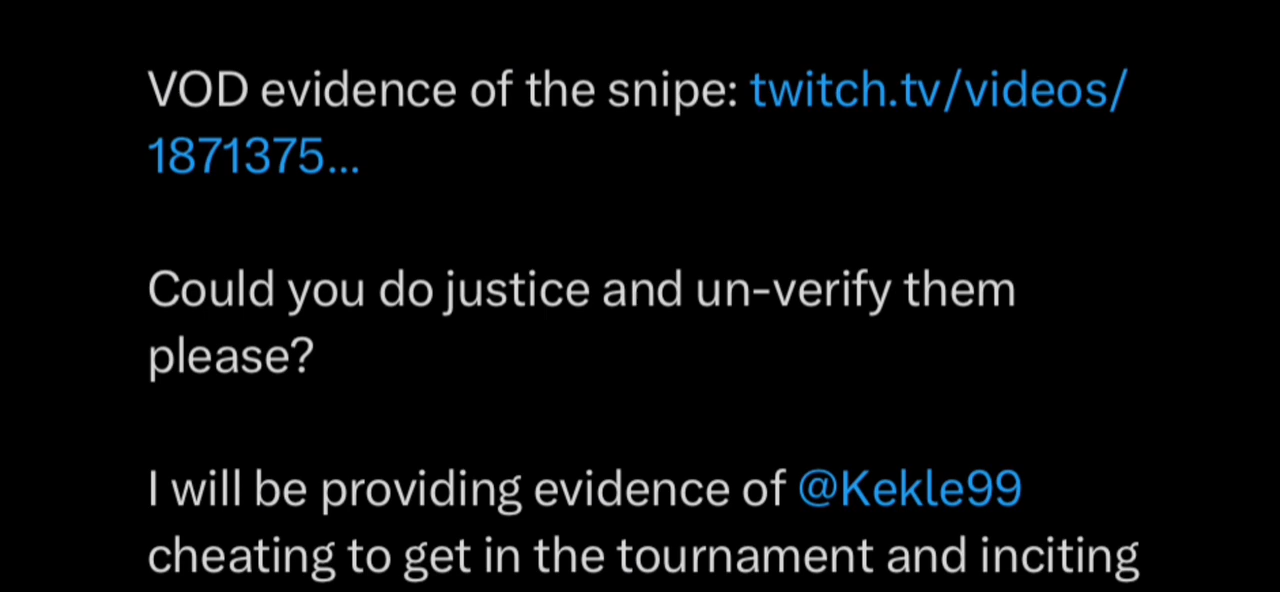 VOD evidence of the snipe: twitch.tv/videos/
1871375...
Could you do justice and un-verify them
please?
I will be providing evidence of @Kekle99
cheating to get in the tournament and inciting